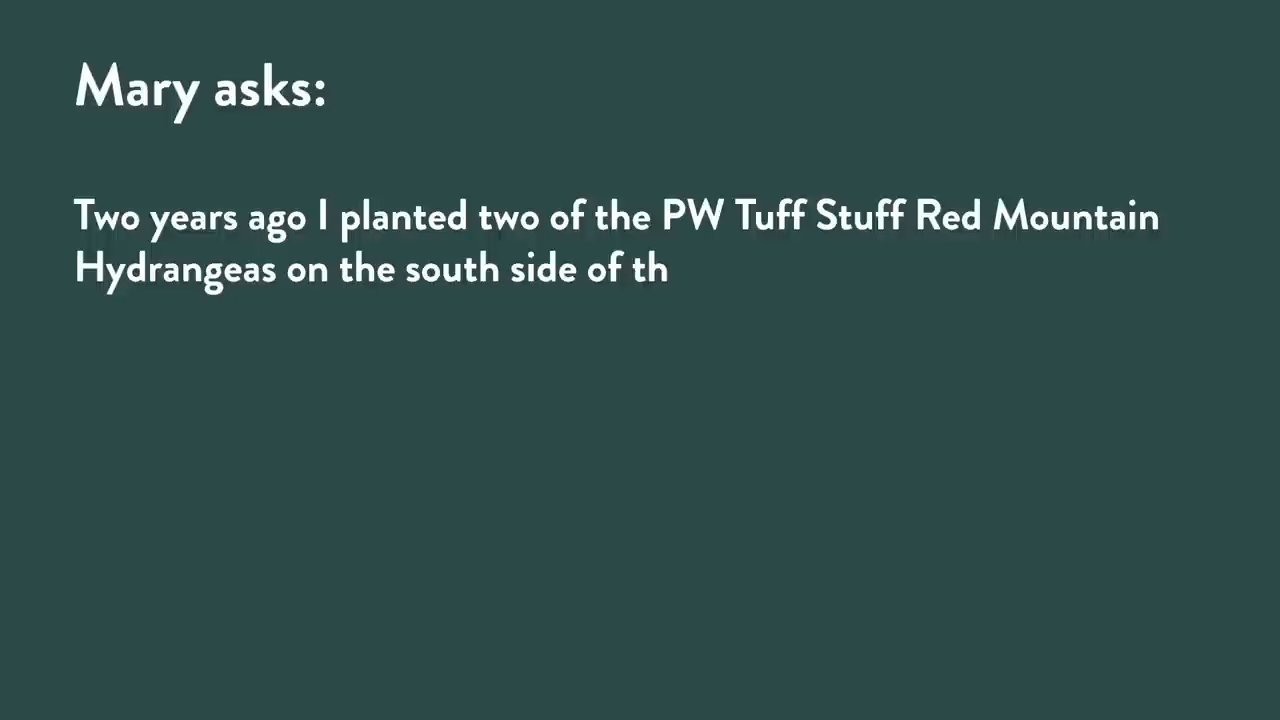 Mary asks:
Two years ago I planted two of the PW Tuff Stuff Red Mountain
Hydrangeas on the south side of th